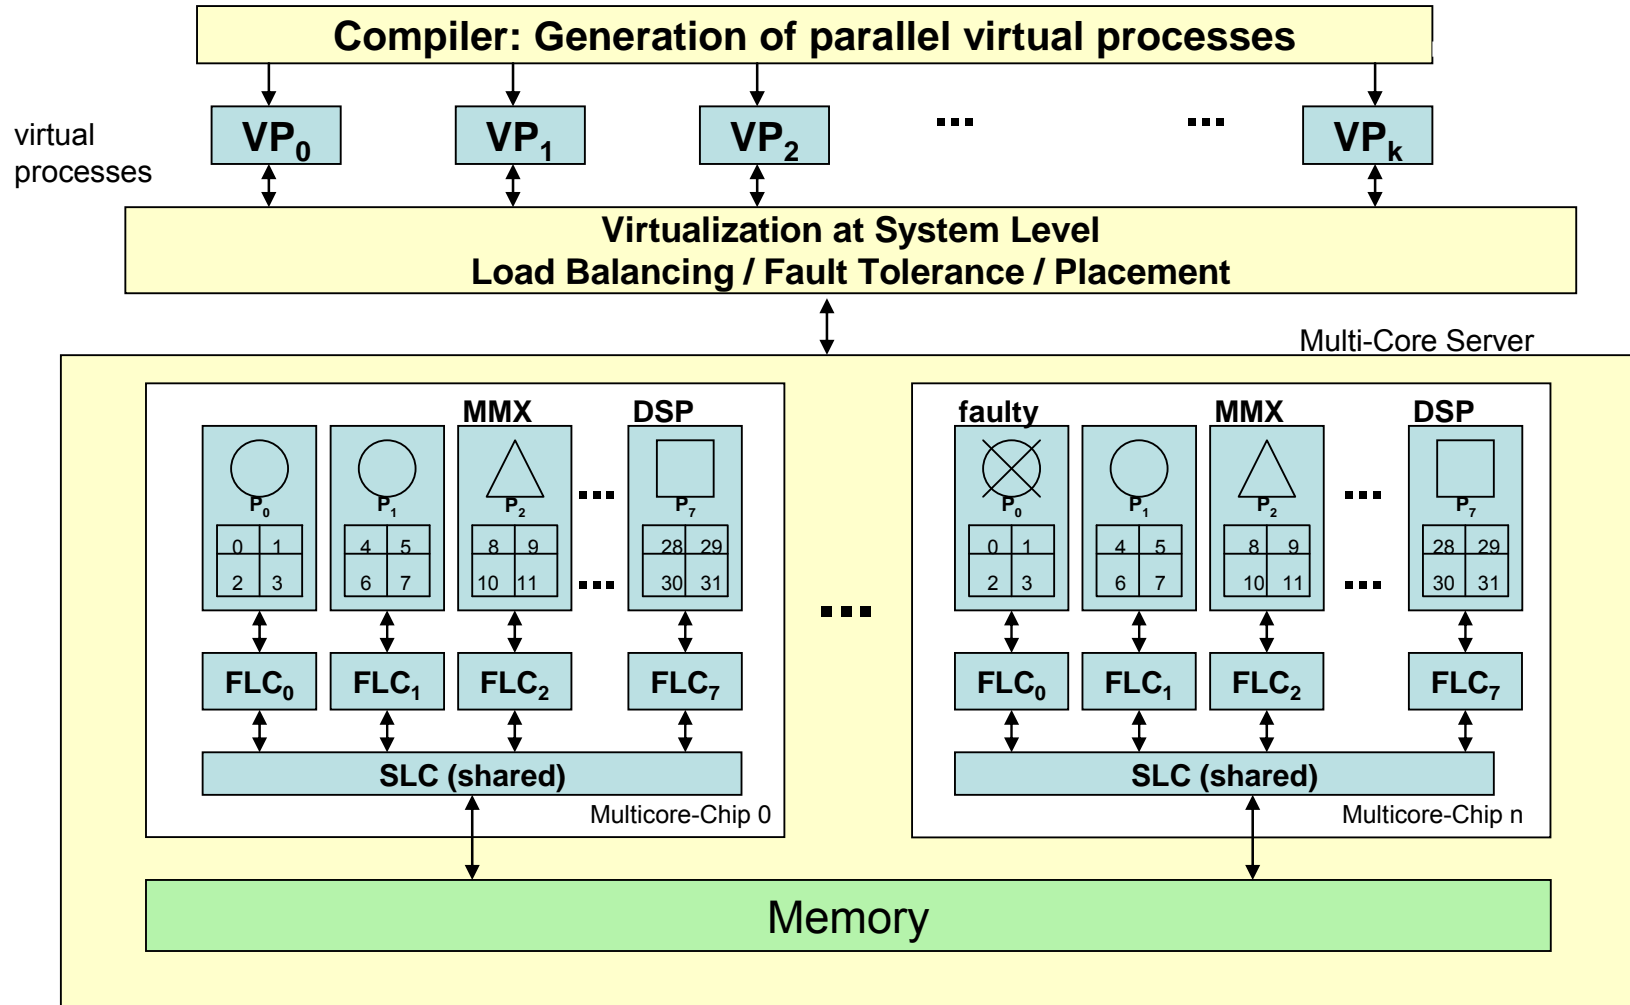 Compiler: Generation of parallel virtual processes
virtual
processes
VP0 VP1 VP2 ... ... VPk
Virtualization at System Level
Load Balancing / Fault Tolerance / Placement
Multi-Core Server
MMX DSP
P0 P1 P2 ... P7
0 1 4 5 8 9 28 29
2 3 6 7 10 11 ... 30 31
FLC0 FLC1 FLC2 FLC7
SLC (shared)
Multicore-Chip 0
...
faulty MMX DSP
P0 P1 P2 ... P7
0 1 4 5 8 9 28 29
2 3 6 7 10 11 ... 30 31
FLC0 FLC1 FLC2 FLC7
SLC (shared)
Multicore-Chip n
Memory